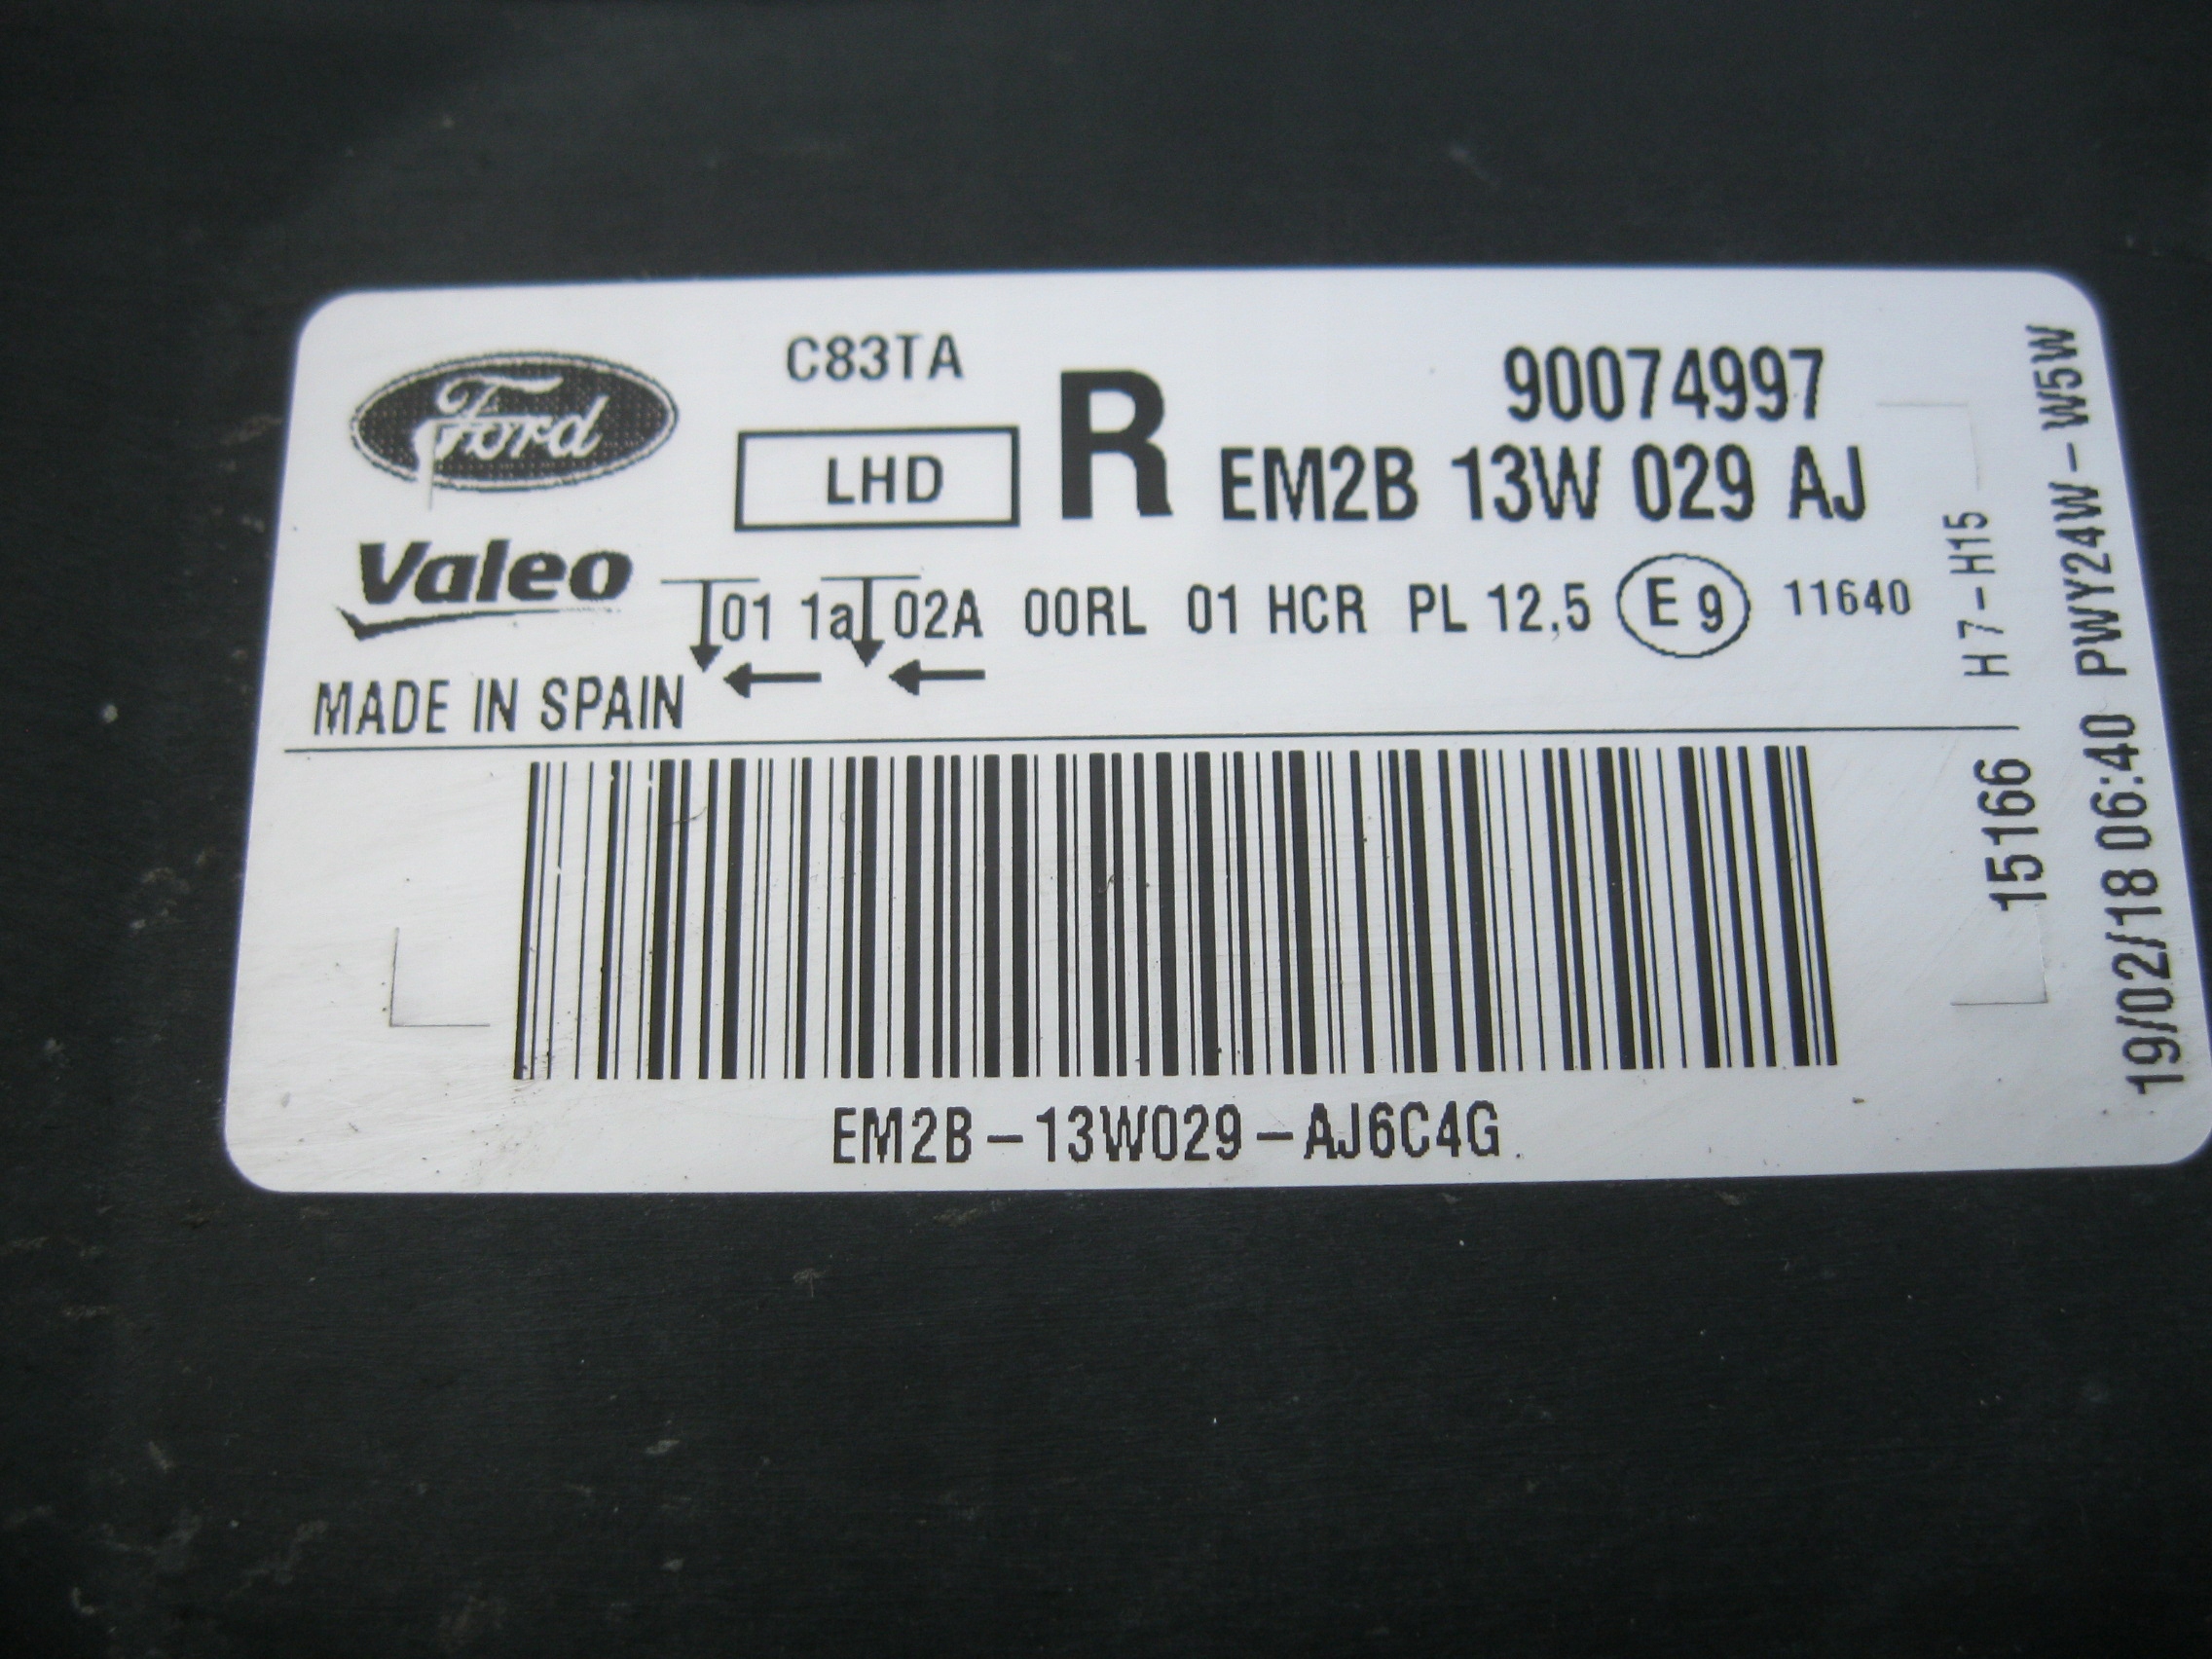 Ford
C83TA
LHD
R
90074997
EM2B 13W 029 AJ
Valeo
01 1a 02A 00RL 01 HCR PL 12,5 E9 11640
MADE IN SPAIN
H7-H15
15166
19/02/18 06:40 PWY24W-W5W
EM2B-13W029-AJ6C4G